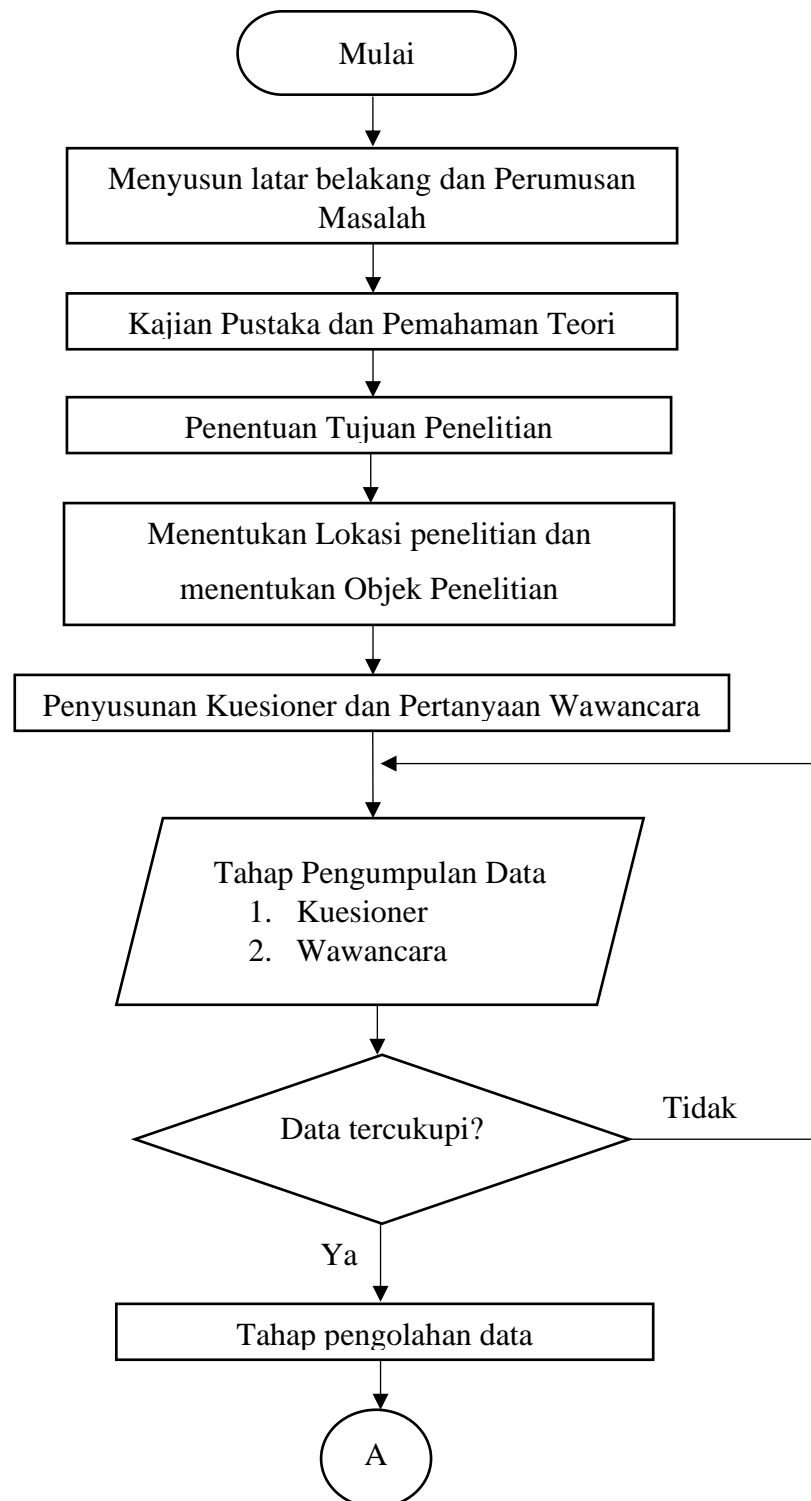 Mulai
Menyusun latar belakang dan Perumusan
Masalah
Kajian Pustaka dan Pemahaman Teori
Penentuan Tujuan Penelitian
Menentukan Lokasi penelitian dan
menentukan Objek Penelitian
Penyusunan Kuesioner dan Pertanyaan Wawancara
Tahap Pengumpulan Data
1. Kuesioner
2. Wawancara
Data tercukupi?
Tidak
Ya
Tahap pengolahan data
A